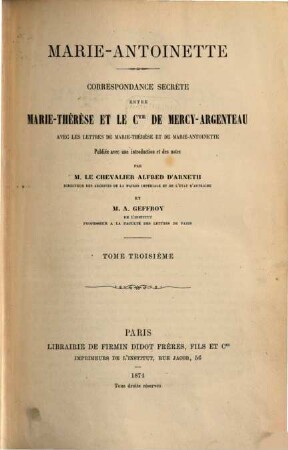 MARIE-ANTOINETTE
CORRESPONDANCE SECRÈTE
ENTRE
MARIE-THÉRÈSE ET LE Cᵀᴱ DE MERCY-ARGENTEAU
AVEC LES LETTRES DE MARIE-THÉRÈSE ET DE MARIE-ANTOINETTE
Publiée avec une introduction et des notes
PAR
M. LE CHEVALIER ALFRED D'ARNETH
DIRECTEUR DES ARCHIVES DE LA MAISON IMPÉRIALE ET DE L'ÉTAT D'AUTRICHE
ET
M. A. GEFFROY
DE L'INSTITUT
PROFESSEUR A LA FACULTÉ DES LETTRES DE PARIS
TOME TROISIÈME
PARIS
LIBRAIRIE DE FIRMIN DIDOT FRÈRES, FILS ET Cⁱᵉ
IMPRIMEURS DE L'INSTITUT, RUE JACOB, 56
1874
Tous droits réservés